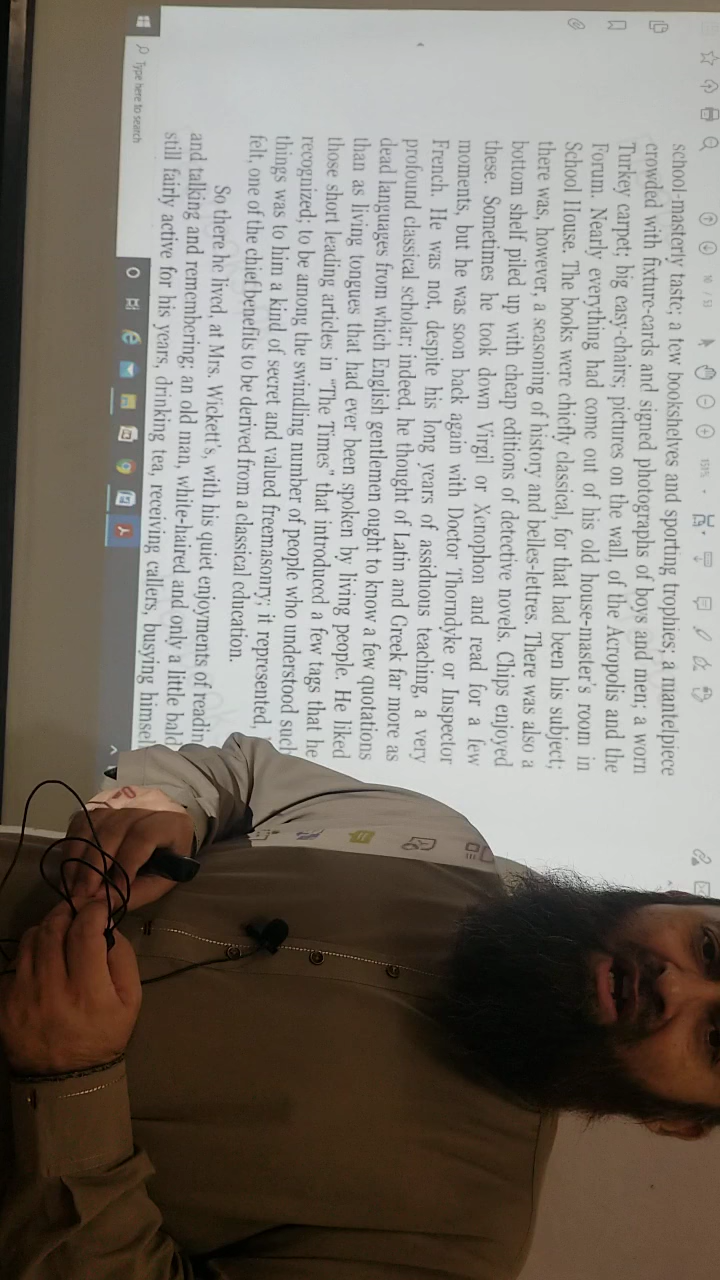 10 / 53
159%
school-masterly taste; a few bookshelves and sporting trophies; a mantelpiece
crowded with fixture-cards and signed photographs of boys and men; a worn
Turkey carpet; big easy-chairs; pictures on the wall, of the Acropolis and the
Forum. Nearly everything had come out of his old house-master's room in
School House. The books were chiefly classical, for that had been his subject;
there was, however, a seasoning of history and belles-lettres. There was also a
bottom shelf piled up with cheap editions of detective novels. Chips enjoyed
these. Sometimes he took down Virgil or Xenophon and read for a few
moments, but he was soon back again with Doctor Thorndyke or Inspector
French. He was not, despite his long years of assiduous teaching, a very
profound classical scholar; indeed, he thought of Latin and Greek far more as
dead languages from which English gentlemen ought to know a few quotations
than as living tongues that had ever been spoken by living people. He liked
those short leading articles in "The Times" that introduced a few tags that he
recognized; to be among the swindling number of people who understood such
things was to him a kind of secret and valued freemasonry; it represented,
felt, one of the chief benefits to be derived from a classical education.
So there he lived, at Mrs. Wickett's, with his quiet enjoyments of readin
and talking and remembering; an old man, white-haired and only a little bald
still fairly active for his years, drinking tea, receiving callers, busying himsel
Type here to search